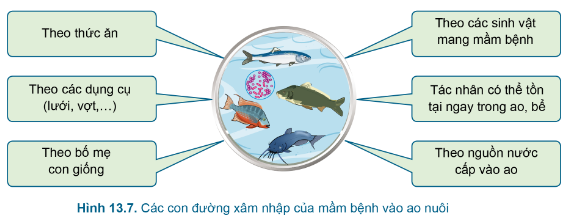 Theo thức ăn
Theo các dụng cụ
(lưới, vợt,...)
Theo bố mẹ
con giống
Theo các sinh vật
mang mầm bệnh
Tác nhân có thể tồn
tại ngay trong ao, bể
Theo nguồn nước
cấp vào ao
Hình 13.7. Các con đường xâm nhập của mầm bệnh vào ao nuôi